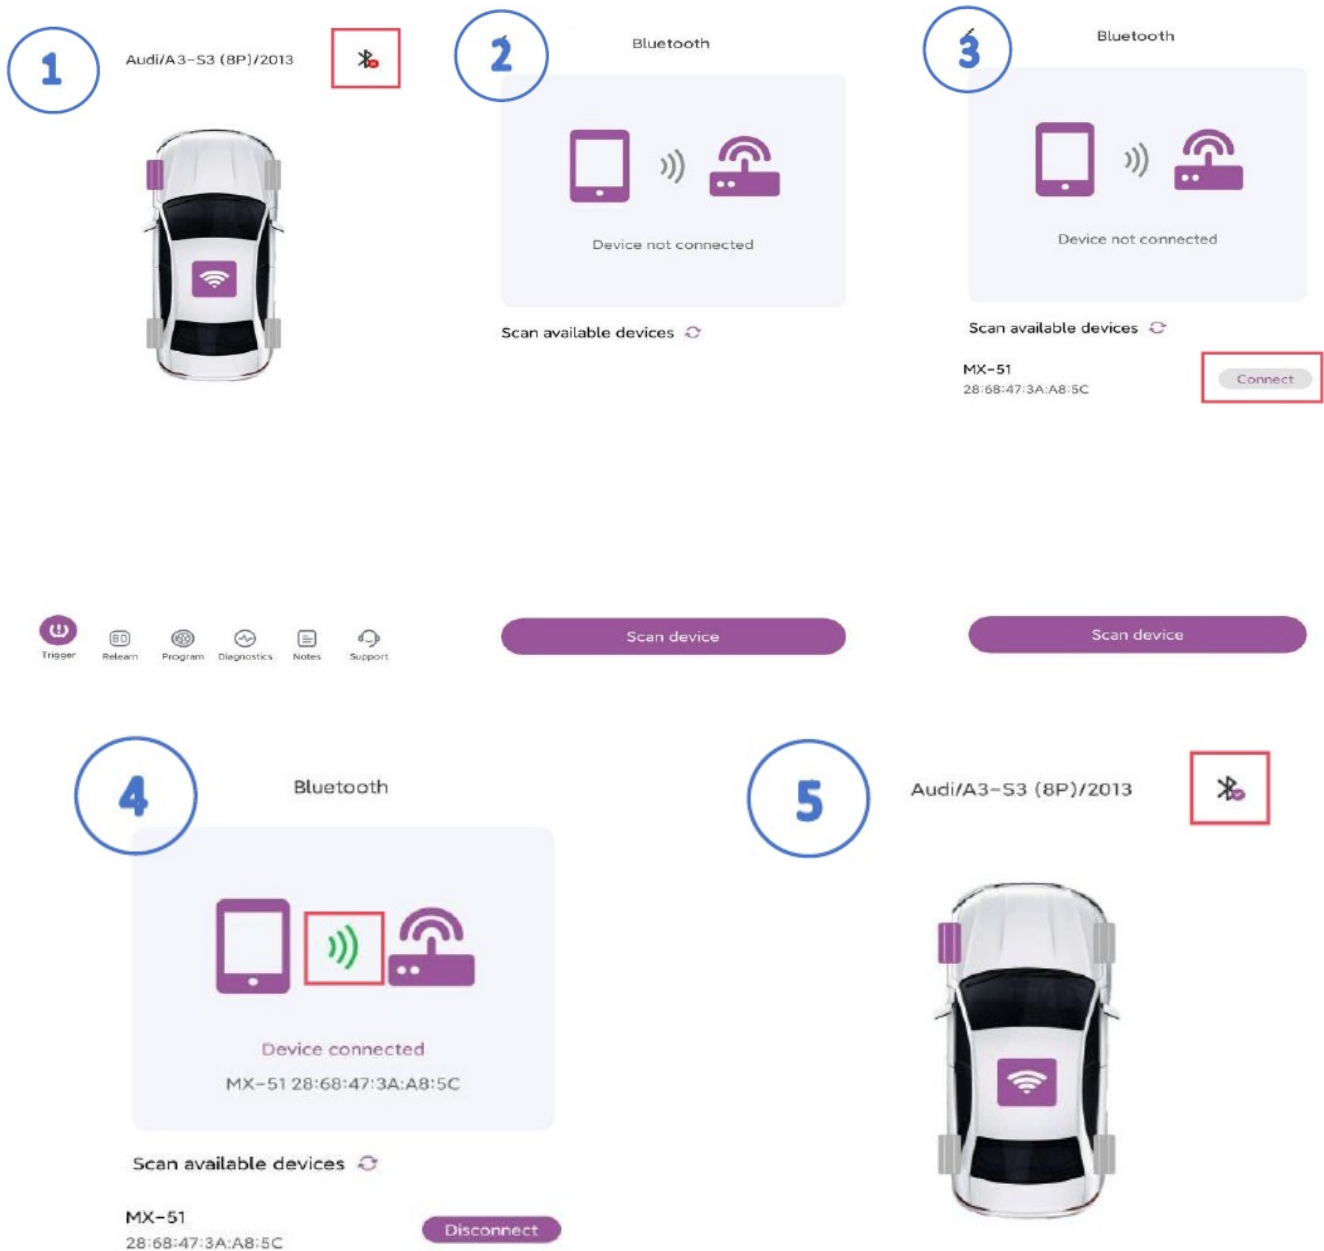 1
Audi/A3-S3 (8P)/2013
2
Bluetooth
Device not connected
Scan available devices
3
Bluetooth
Device not connected
Scan available devices
MX-51
28:68:47:3A:A8:5C
Connect
Trigger
Relearn
Program
Diagnostics
Notes
Support
Scan device
Scan device
4
Bluetooth
Device connected
MX-51 28:68:47:3A:A8:5C
Scan available devices
MX-51
28:68:47:3A:A8:5C
Disconnect
5
Audi/A3-S3 (8P)/2013